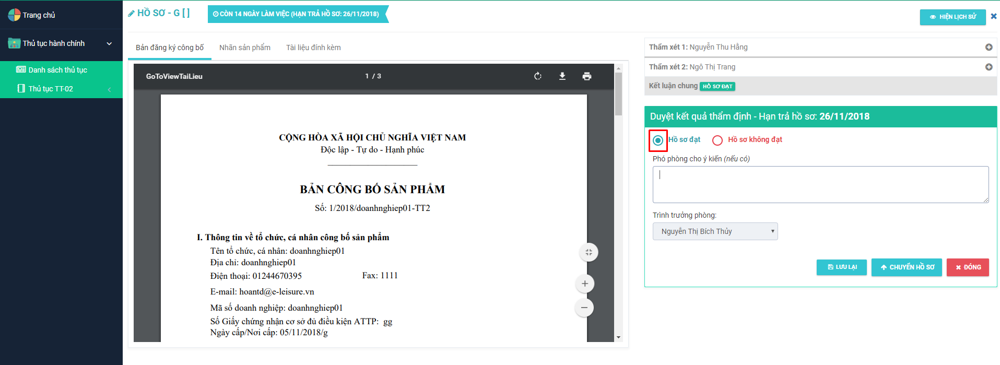 Trang chủ
Thủ tục hành chính
Danh sách thủ tục
Thủ tục TT-02
HỒ SƠ - G [ ]
CÒN 14 NGÀY LÀM VIỆC (HẠN TRẢ HỒ SƠ: 26/11/2018)
HIỆN LỊCH SỬ
Bản đăng ký công bố
Nhãn sản phẩm
Tài liệu đính kèm
GoToViewTaiLieu
1 / 3
CỘNG HÒA XÃ HỘI CHỦ NGHĨA VIỆT NAM
Độc lập - Tự do - Hạnh phúc
BẢN CÔNG BỐ SẢN PHẨM
Số: 1/2018/doanhnghiep01-TT2
I. Thông tin về tổ chức, cá nhân công bố sản phẩm
Tên tổ chức, cá nhân: doanhnghiep01
Địa chỉ: doanhnghiep01
Điện thoại: 01244670395 Fax: 1111
E-mail: hoantd@e-leisure.vn
Mã số doanh nghiệp: doanhnghiep01
Số Giấy chứng nhận cơ sở đủ điều kiện ATTP: gg
Ngày cấp/Nơi cấp: 05/11/2018/g
Thẩm xét 1: Nguyễn Thu Hằng
Thẩm xét 2: Ngô Thị Trang
Kết luận chung HỒ SƠ ĐẠT
Duyệt kết quả thẩm định - Hạn trả hồ sơ: 26/11/2018
Hồ sơ đạt
Hồ sơ không đạt
Phó phòng cho ý kiến (nếu có)
Trình trưởng phòng:
Nguyễn Thị Bích Thủy
LƯU LẠI
CHUYỂN HỒ SƠ
ĐÓNG